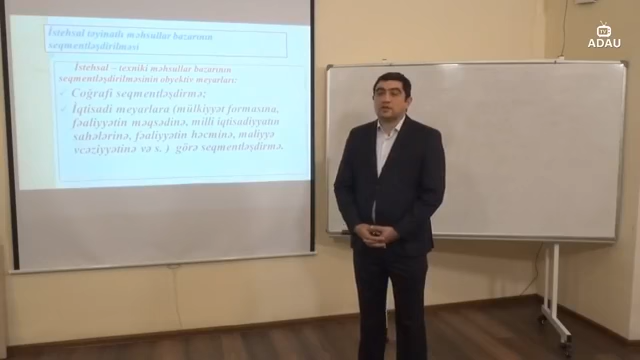 İstehsal təyinatlı məhsullar bazarının
seqmentləşdirilməsi
İstehsal – texniki məhsullar bazarının
seqmentləşdirilməsinin obyektiv meyarları:
Coğrafi seqmentləşdirmə;
İqtisadi meyarlara (mülkiyyət formasına,
fəaliyyətin məqsədinə, milli iqtisadiyyatın
sahələrinə, fəaliyyətin həcminə, maliyyə
vəziyyətinə və s. ) görə seqmentləşdirmə.
TV
ADAU